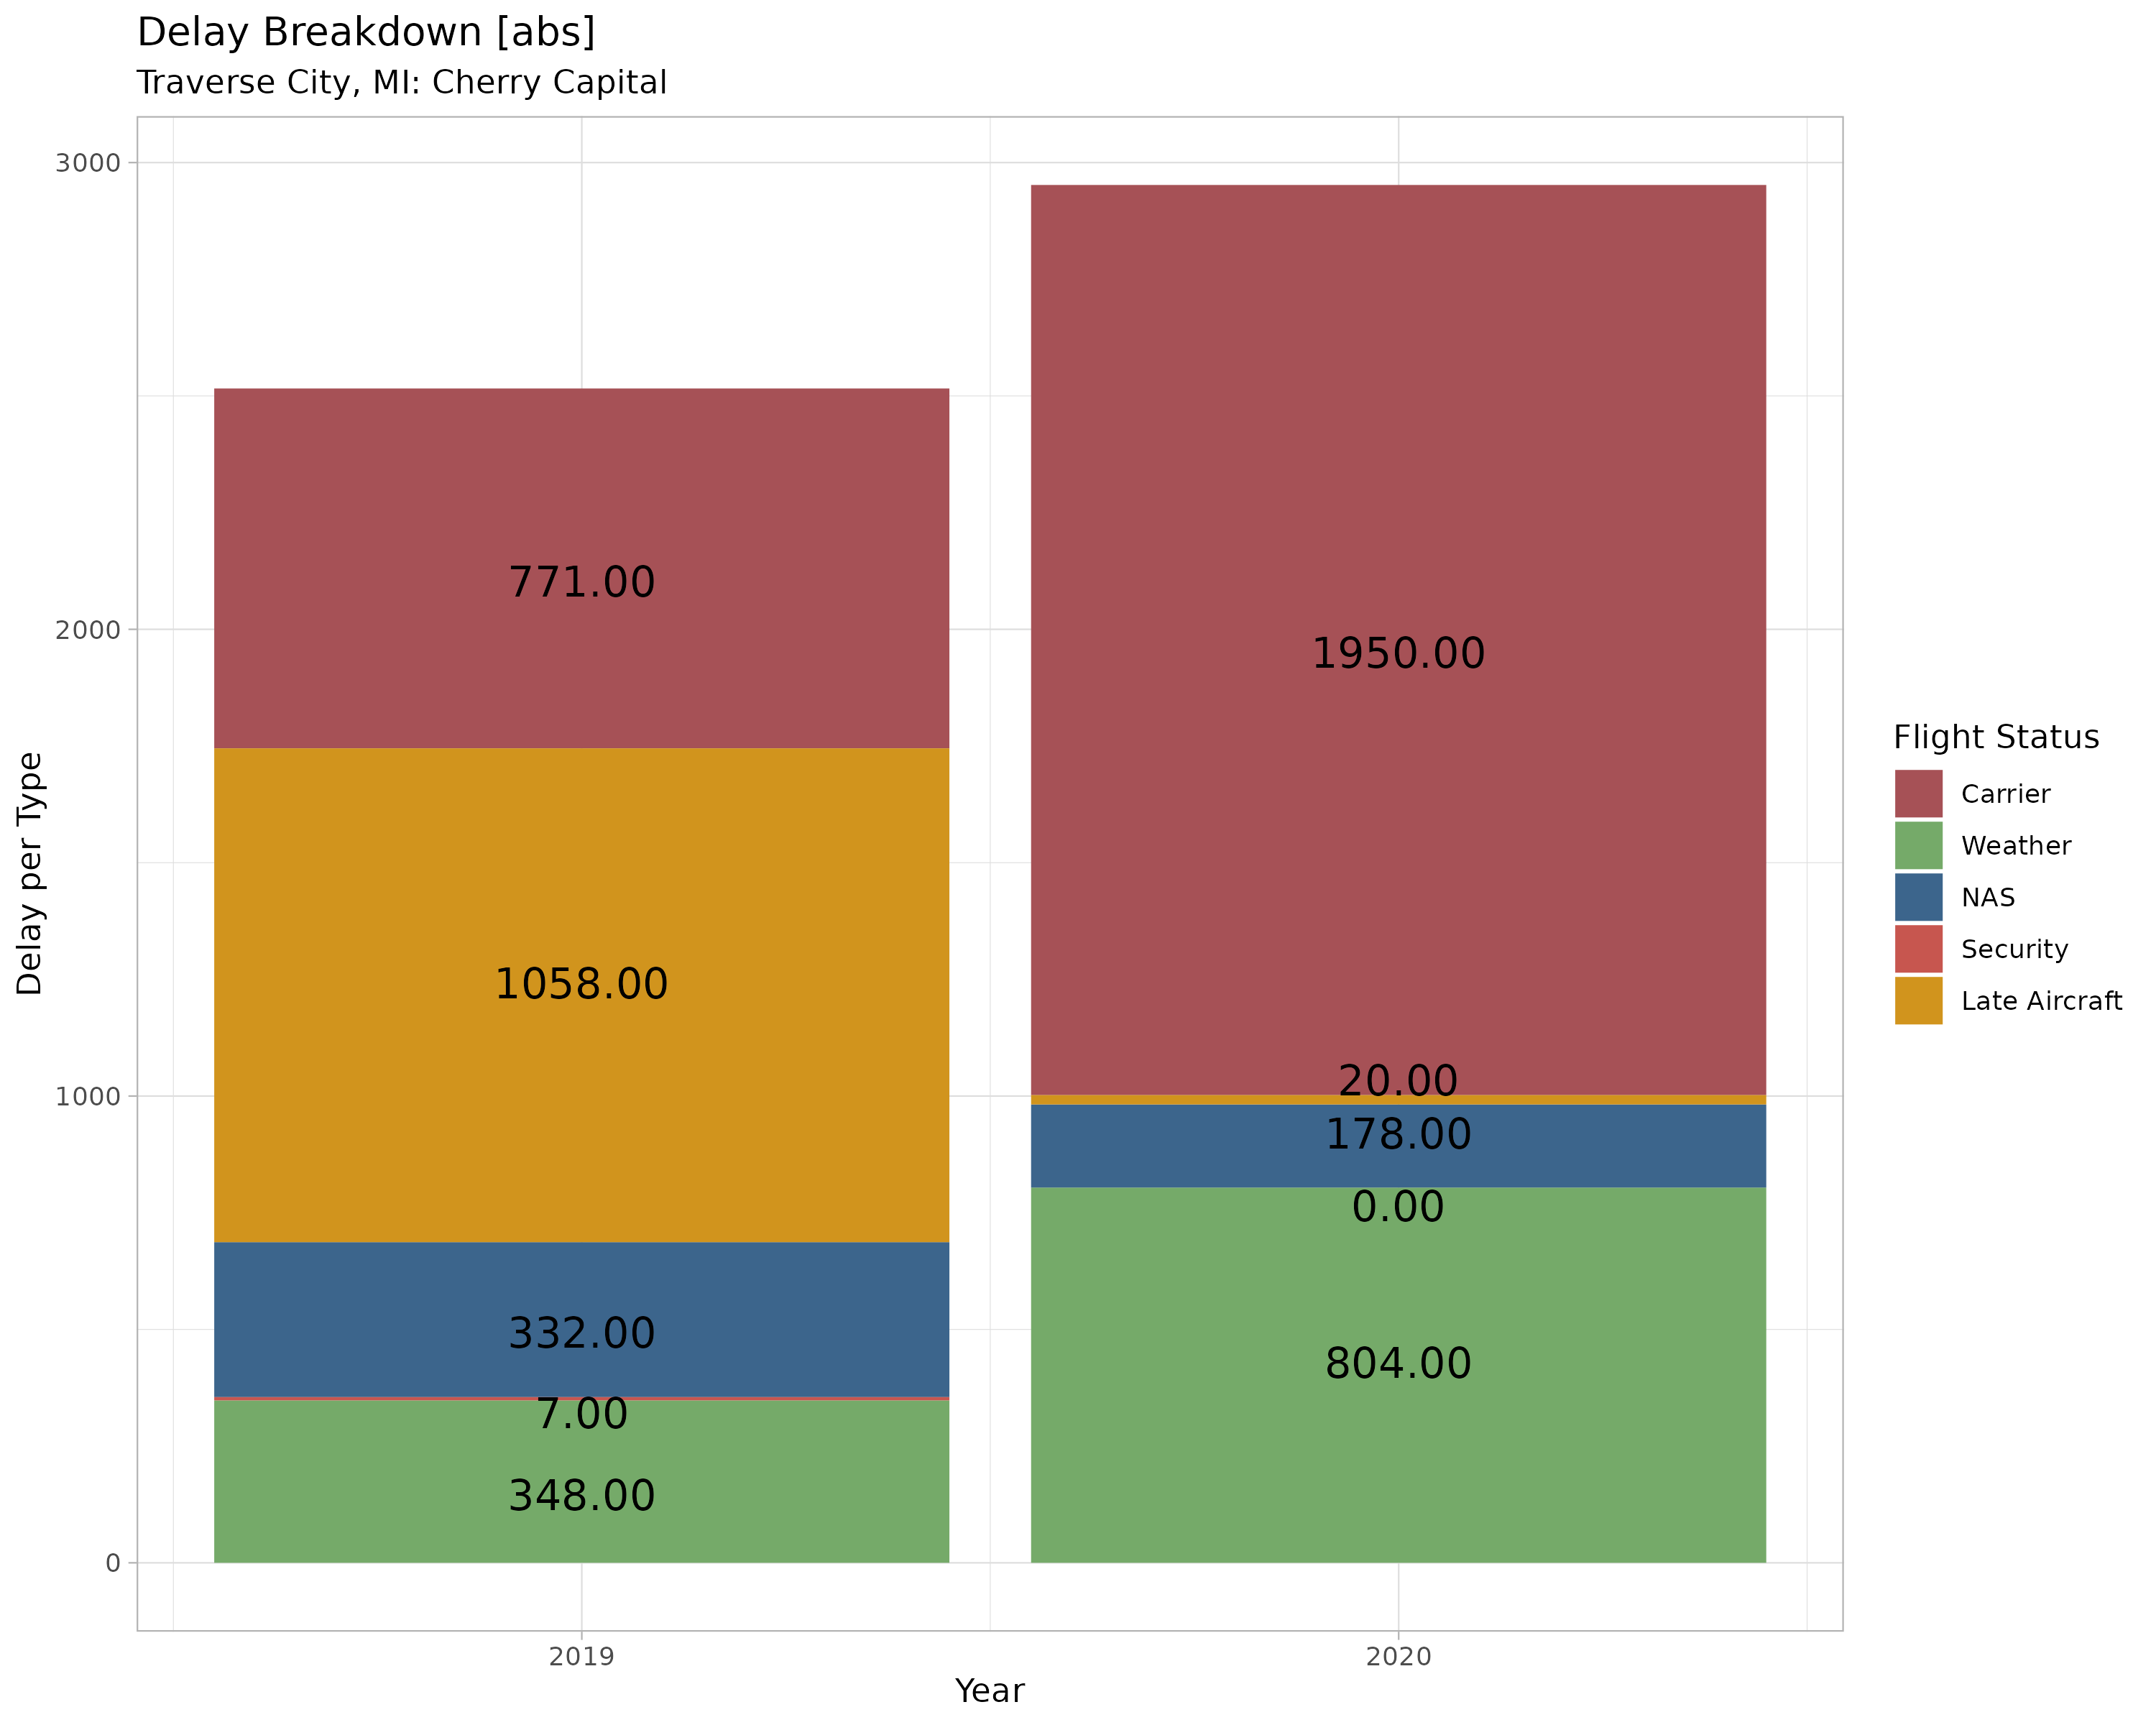 Delay Breakdown [abs]
Traverse City, MI: Cherry Capital
Delay per Type
3000
2000
1000
0
771.00
1058.00
332.00
7.00
348.00
1950.00
20.00
178.00
0.00
804.00
2019
2020
Year
Flight Status
Carrier
Weather
NAS
Security
Late Aircraft